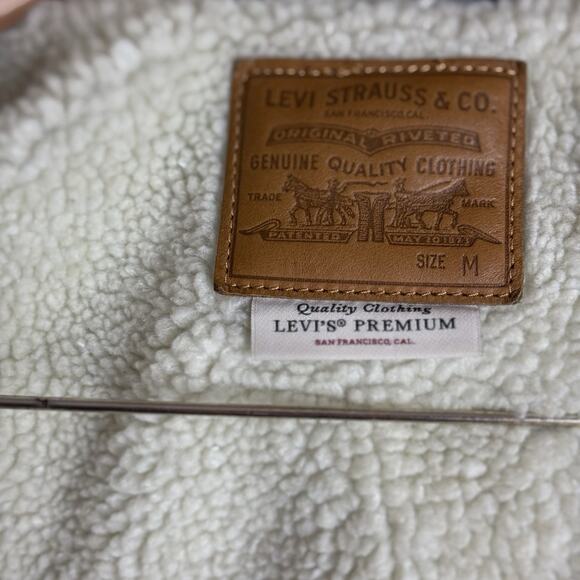 LEVI STRAUSS & CO.
SAN FRANCISCO, CAL.
ORIGINAL RIVETED
GENUINE QUALITY CLOTHING
TRADE MARK
PATENTED MAY 20 1873
SIZE M
Quality Clothing
LEVI'S® PREMIUM
SAN FRANCISCO, CAL.